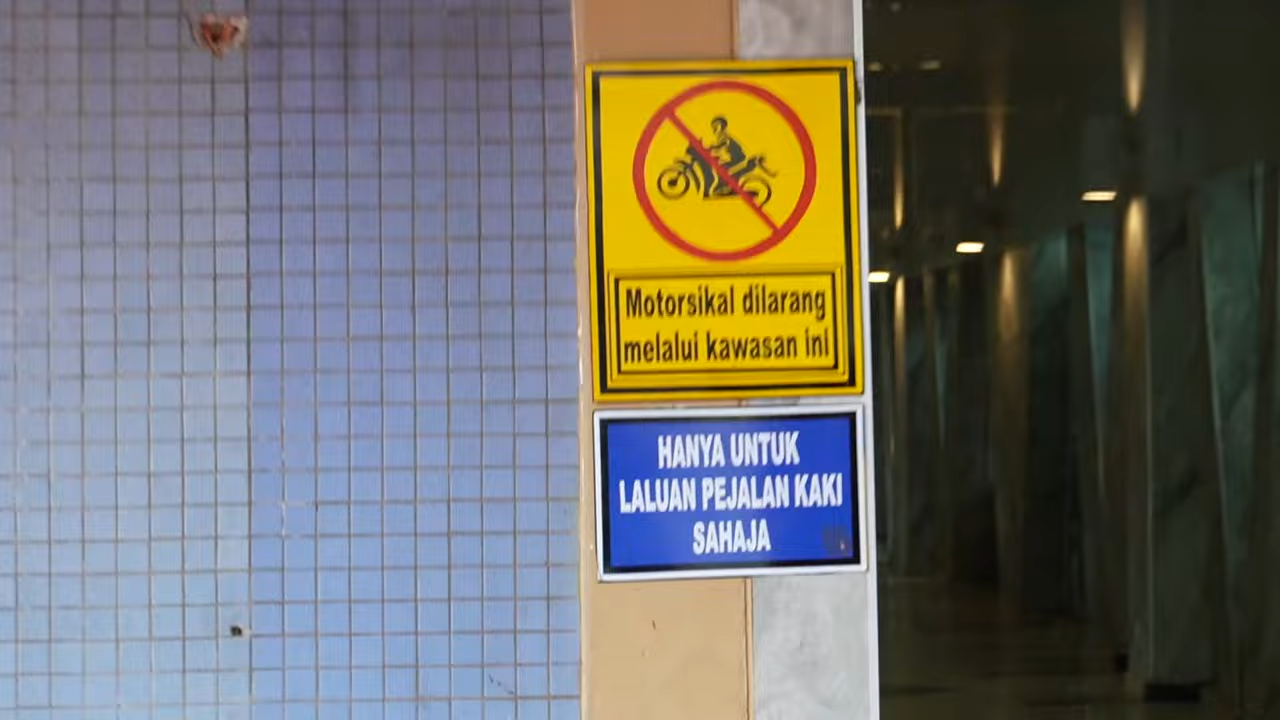 Motorsikal dilarang
melalui kawasan ini
HANYA UNTUK
LALUAN PEJALAN KAKI
SAHAJA